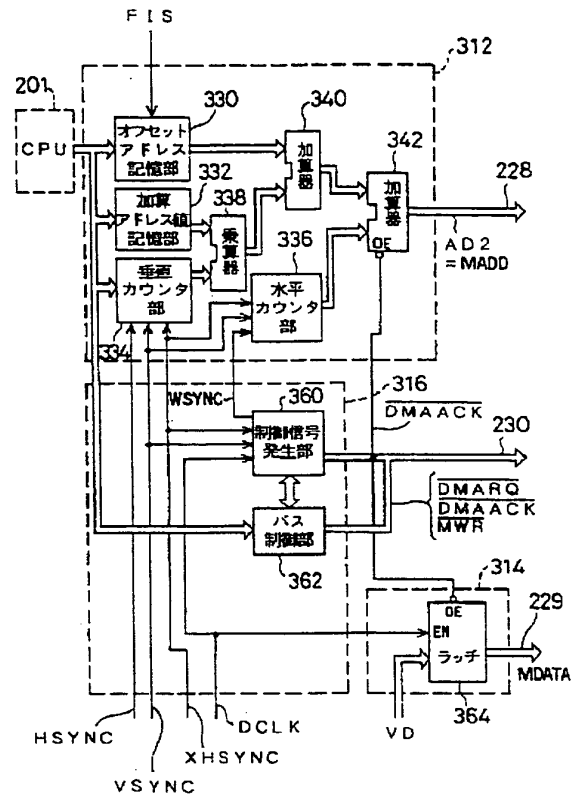 FIS
312
201
CPU
330
オフセット
アドレス
記憶部
340
加算器
342
加算器
OE
228
AD2
=MADD
332
加算
アドレス値
記憶部
338
乗算器
336
垂直
カウンタ
部
水平
カウンタ
部
334
316
WSYNC
360
制御信号
発生部
DMAACK
230
DMARQ
DMAACK
MWR
バス
制御部
362
314
OE
EN
ラッチ
229
MDATA
364
HSYNC
VSYNC
XHSYNC
DCLK
VD